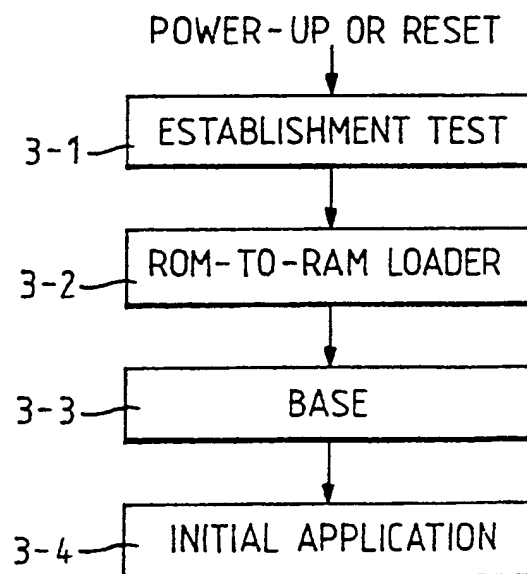 POWER-UP OR RESET
3-1 ESTABLISHMENT TEST
3-2 ROM-TO-RAM LOADER
3-3 BASE
3-4 INITIAL APPLICATION